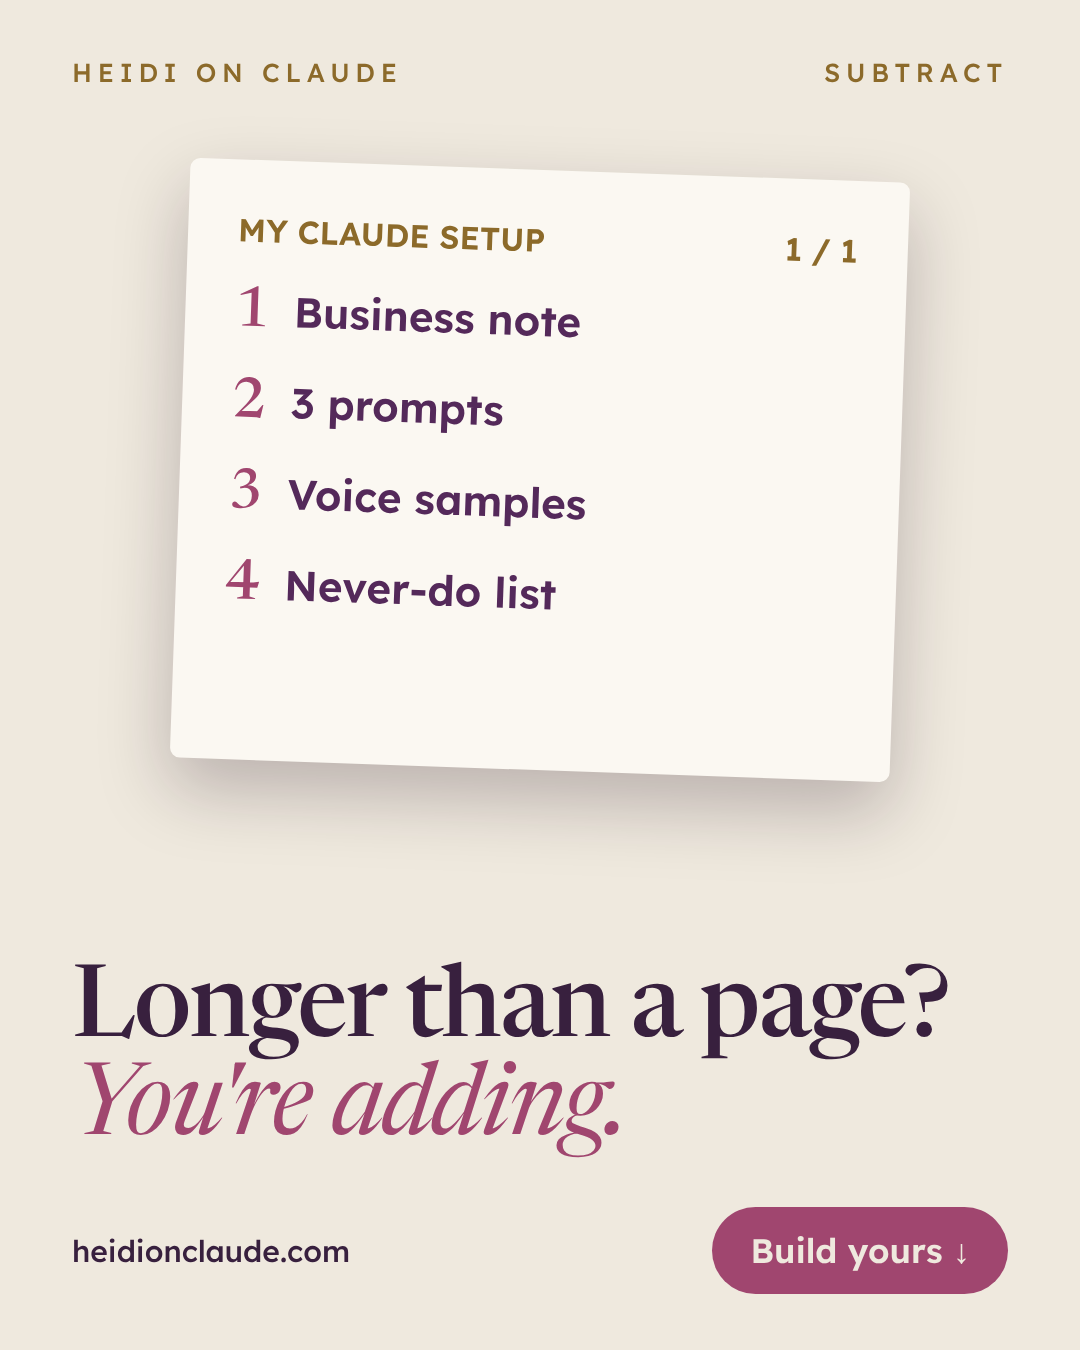 HEIDI ON CLAUDE
SUBTRACT
MY CLAUDE SETUP
1 / 1
1 Business note
2 3 prompts
3 Voice samples
4 Never-do list
Longer than a page?
You're adding.
heidionclaude.com
Build yours ↓